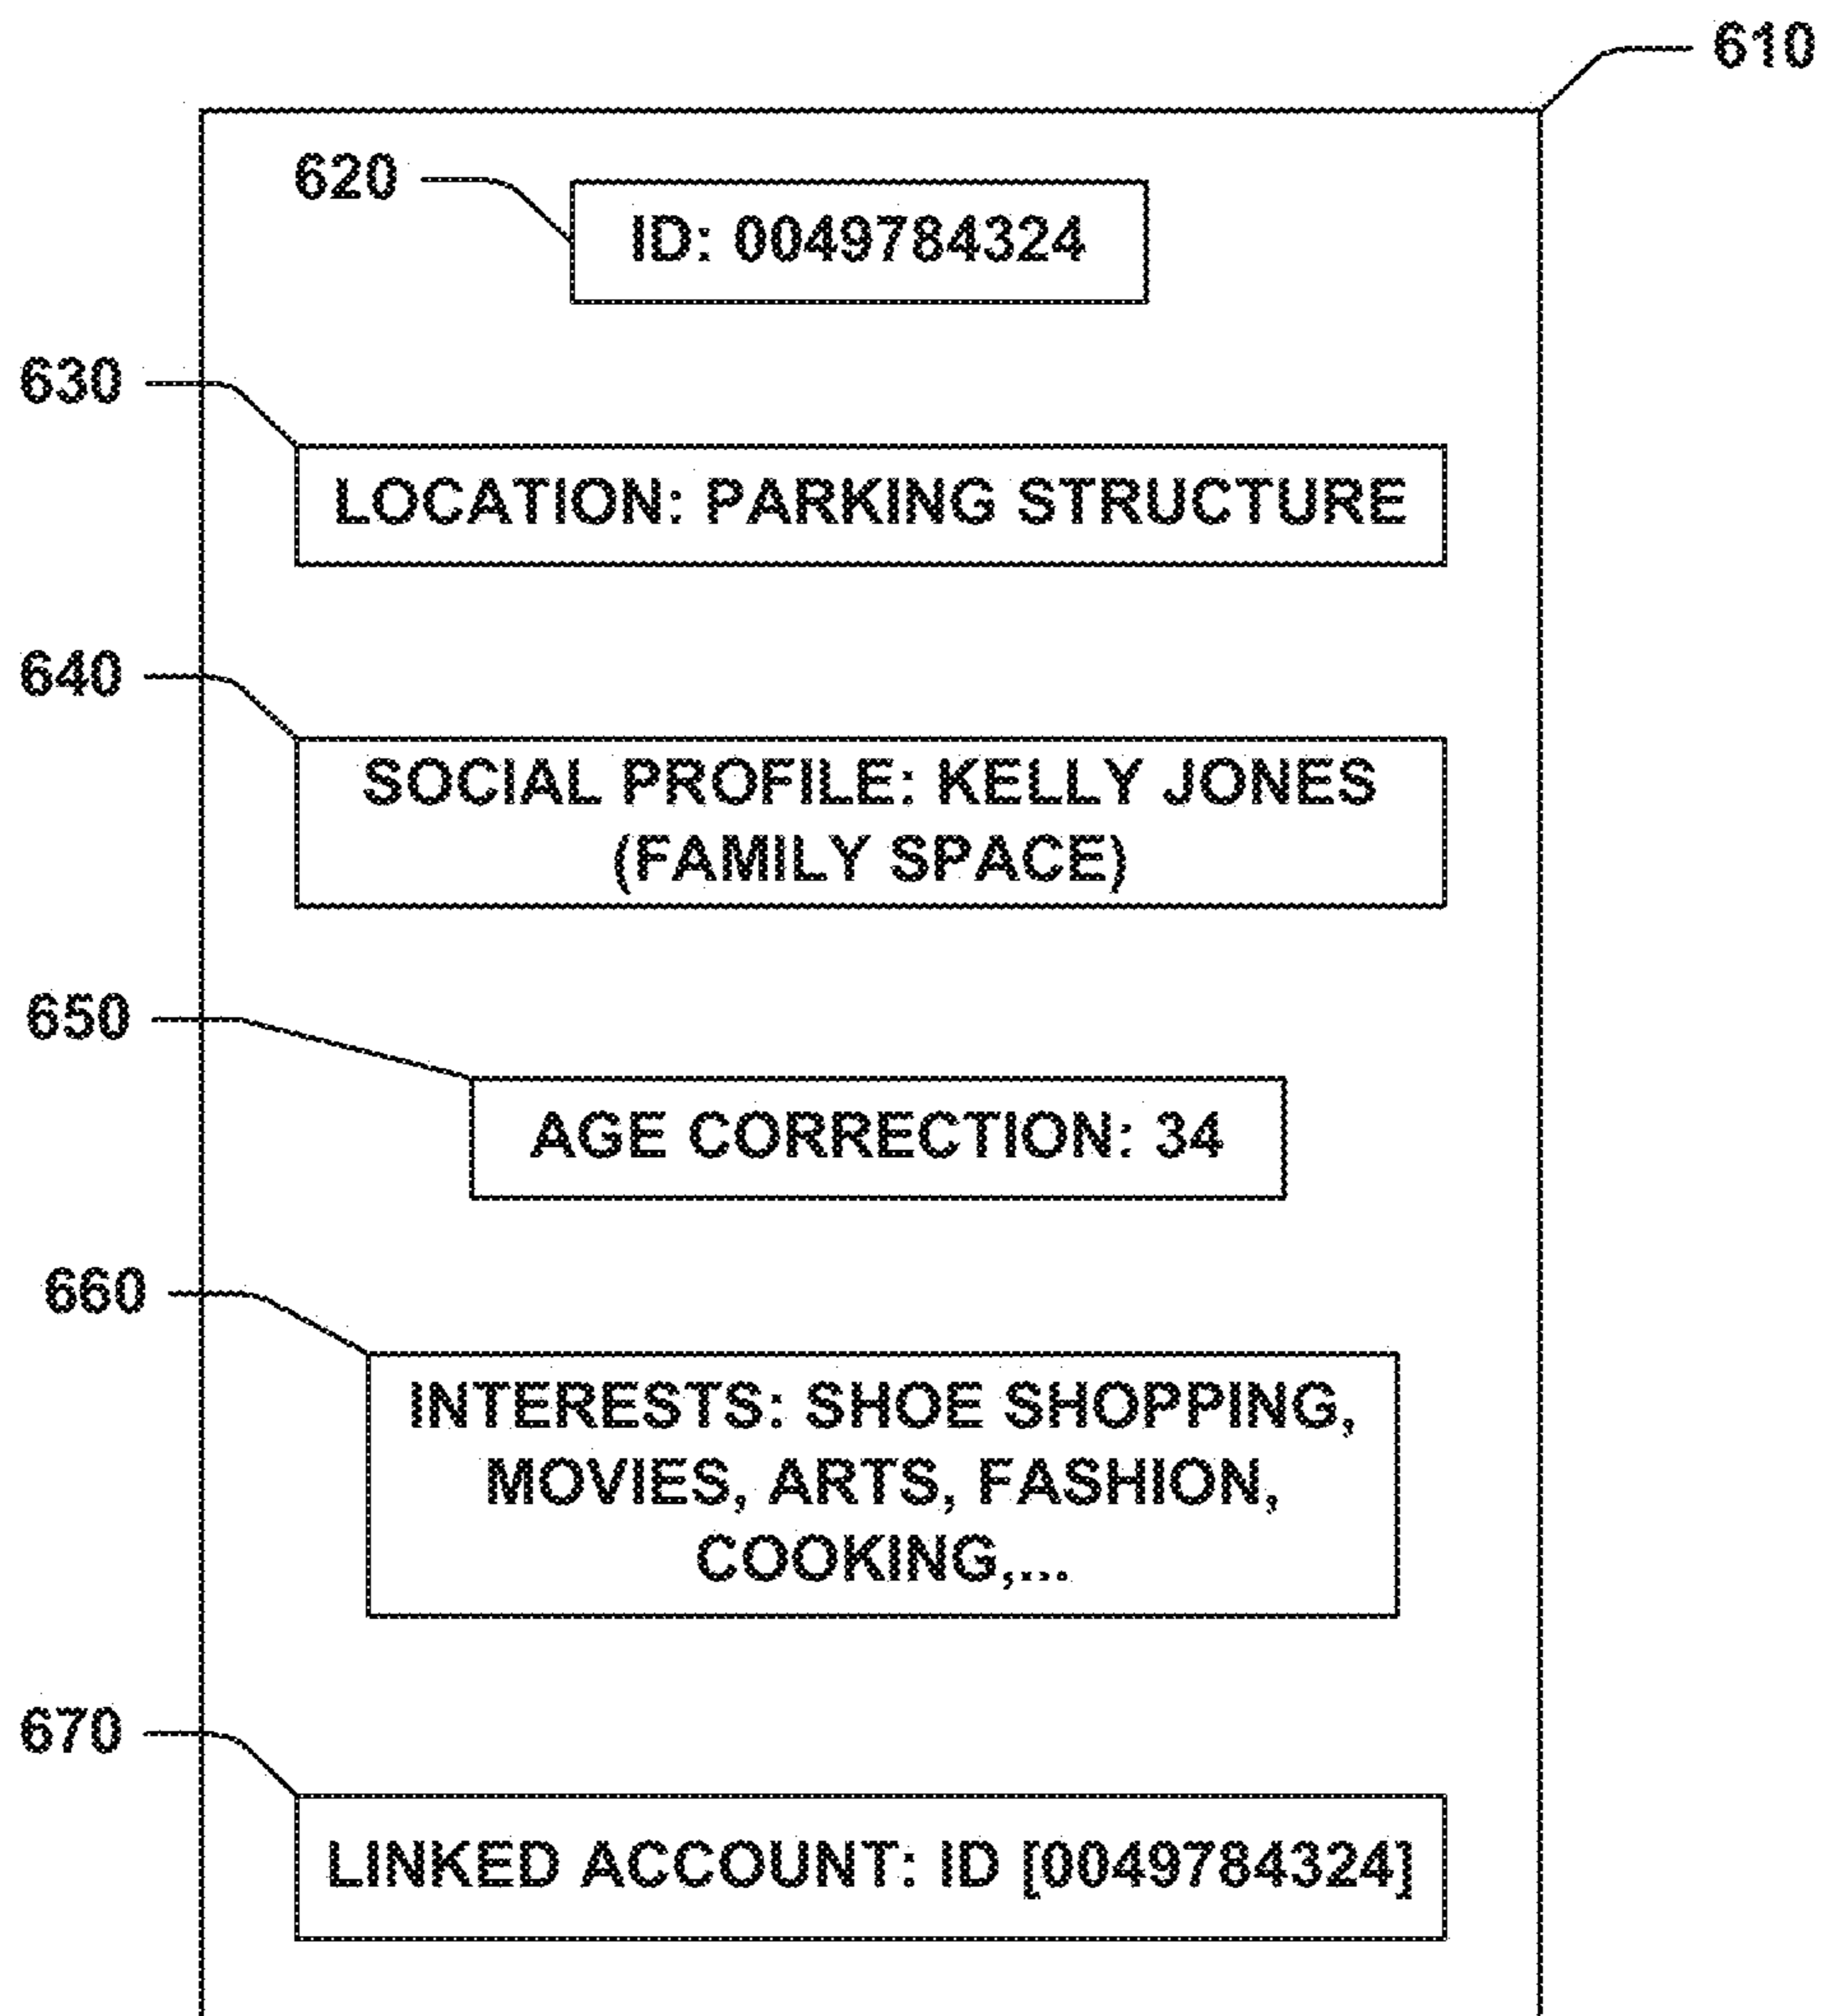 610
620
ID: 0049784324
630
LOCATION: PARKING STRUCTURE
640
SOCIAL PROFILE: KELLY JONES
(FAMILY SPACE)
650
AGE CORRECTION: 34
660
INTERESTS: SHOE SHOPPING,
MOVIES, ARTS, FASHION,
COOKING,...
670
LINKED ACCOUNT: ID [0049784324]